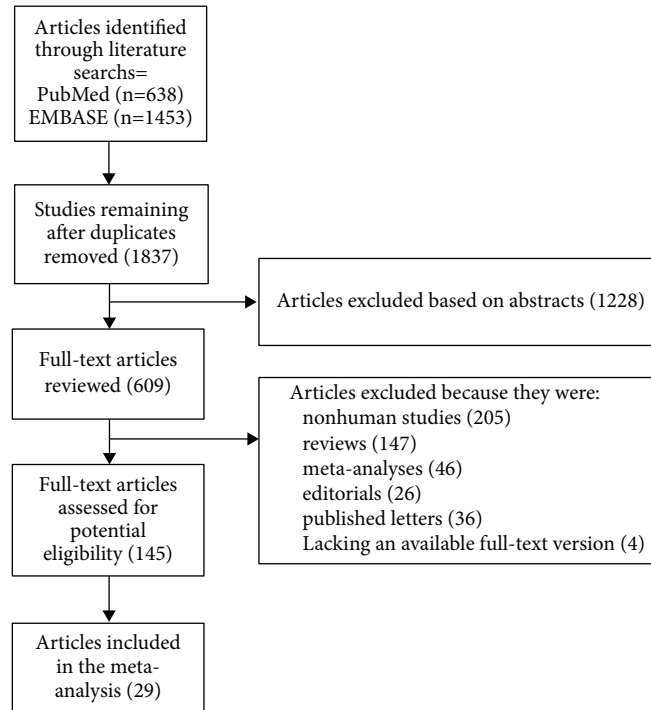 Articles identified
through literature
searchs=
PubMed (n=638)
EMBASE (n=1453)
Studies remaining
after duplicates
removed (1837)
Articles excluded based on abstracts (1228)
Full-text articles
reviewed (609)
Articles excluded because they were:
nonhuman studies (205)
reviews (147)
meta-analyses (46)
editorials (26)
published letters (36)
Lacking an available full-text version (4)
Full-text articles
assessed for
potential
eligibility (145)
Articles included
in the meta-
analysis (29)